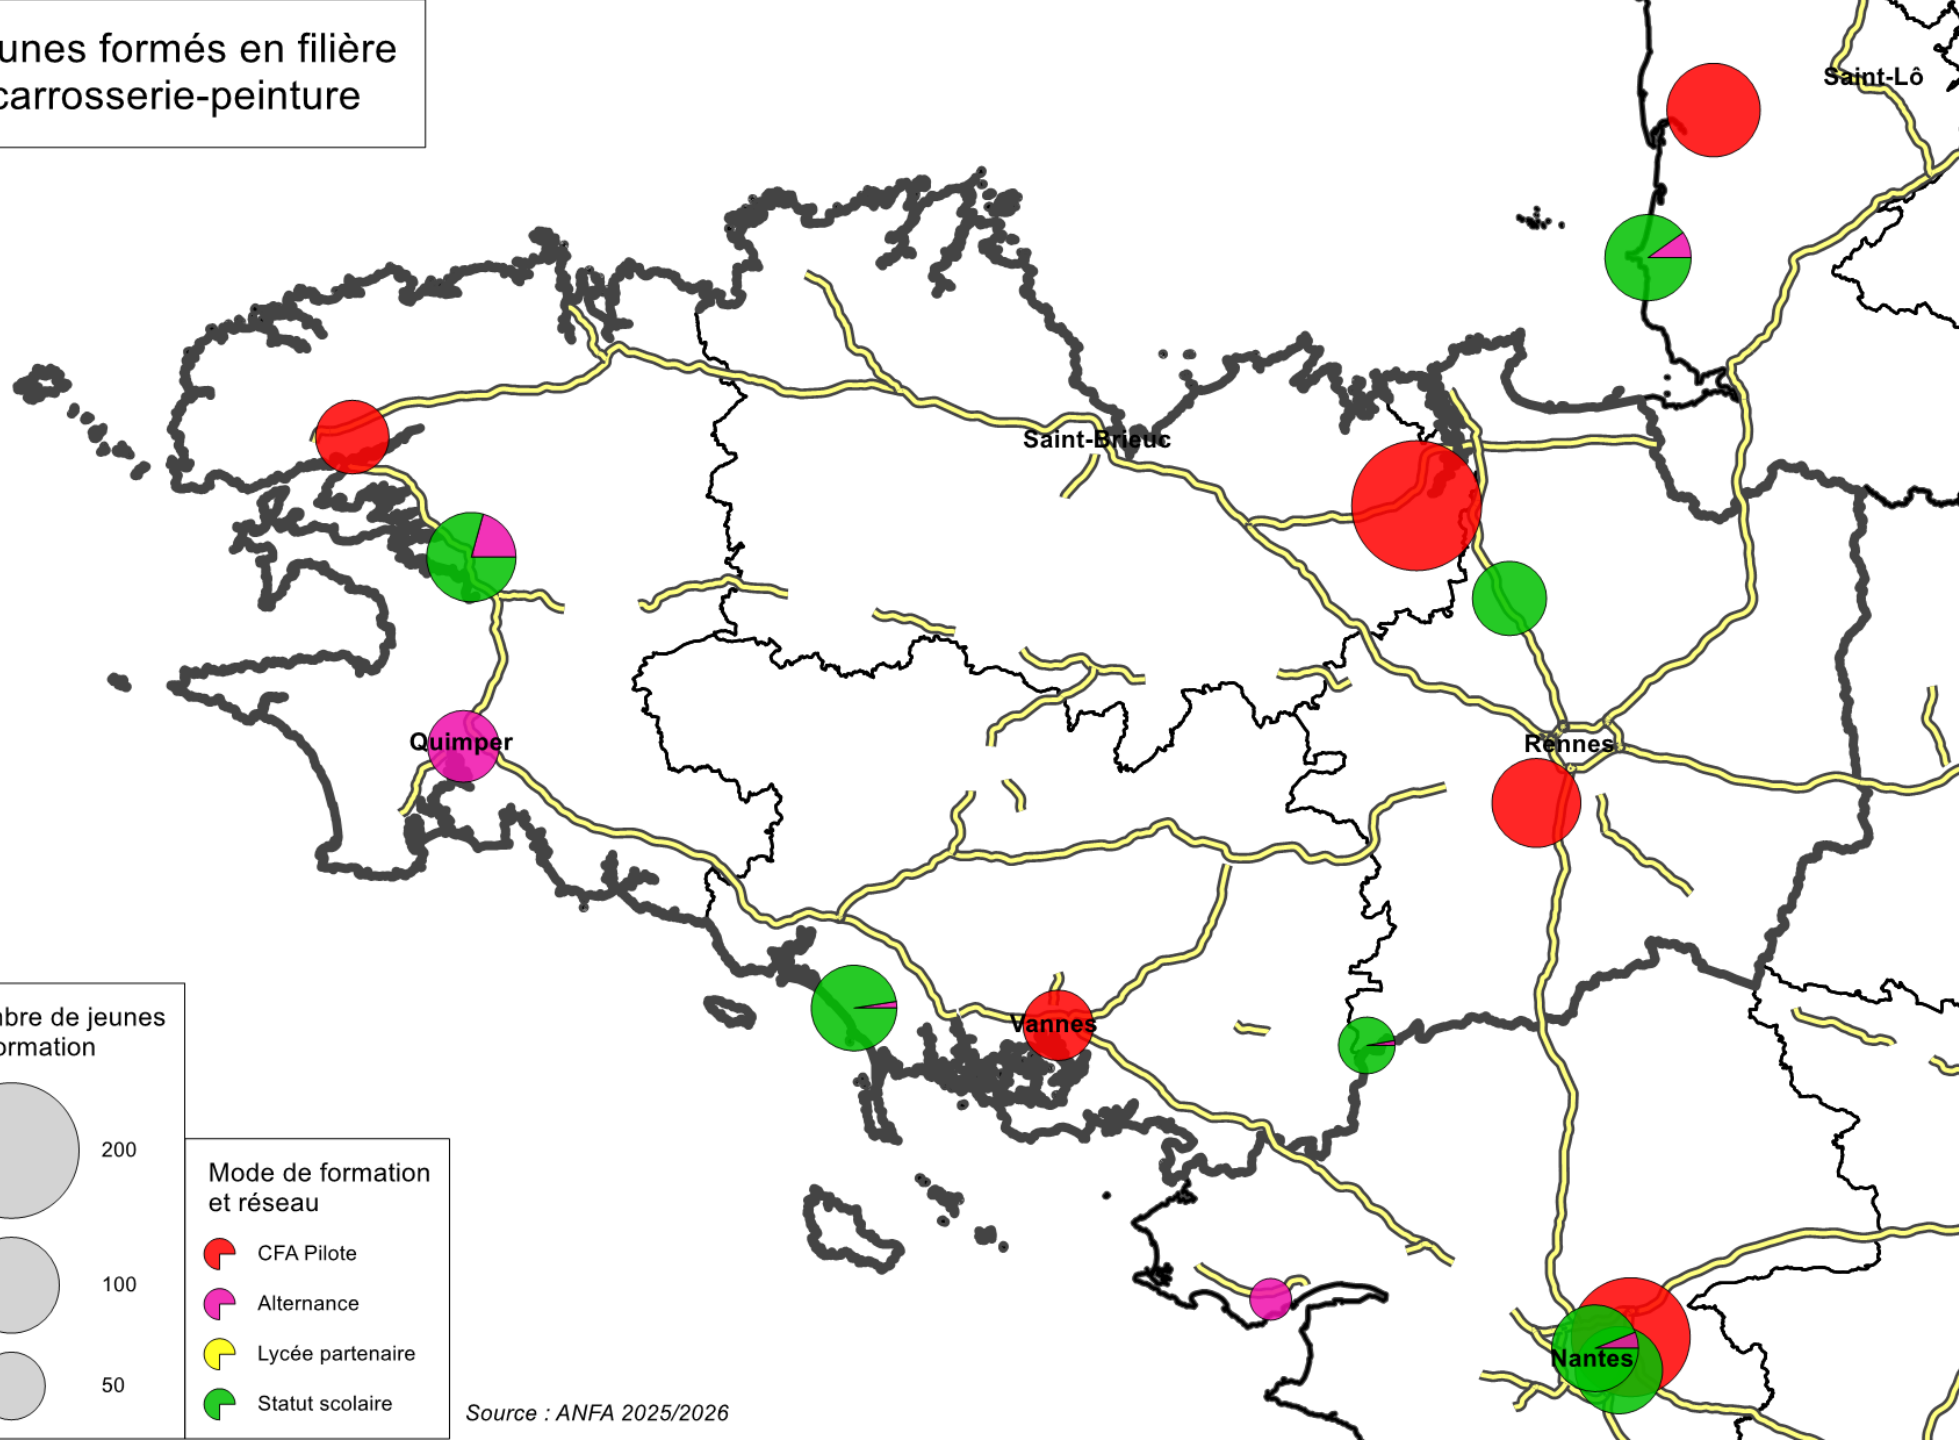 unes formés en filière
carrosserie-peinture
Saint-Lô
Saint-Brieuc
Quimper
Rennes
Vannes
Nantes
bre de jeunes
ormation
200
100
50
Mode de formation
et réseau
CFA Pilote
Alternance
Lycée partenaire
Statut scolaire
Source : ANFA 2025/2026